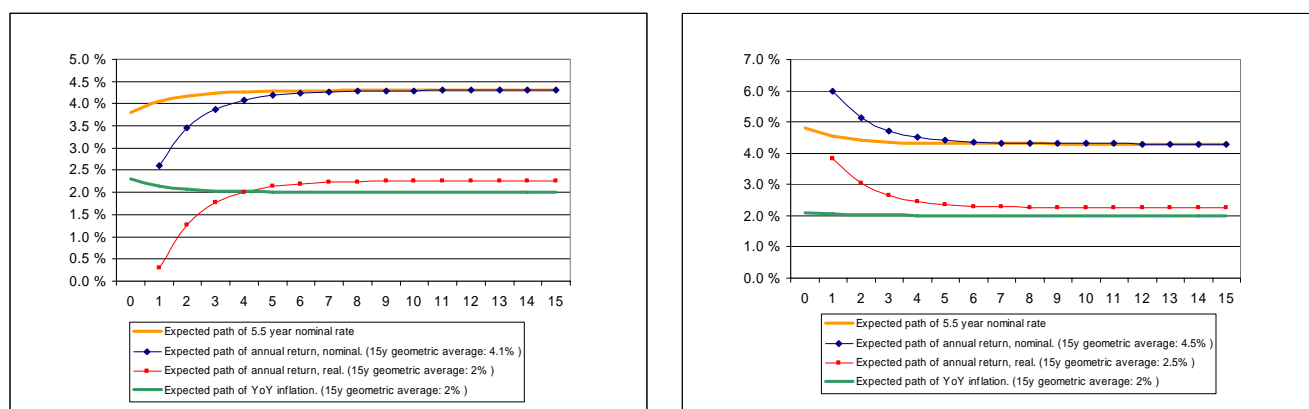 5.0 %
4.5 %
4.0 %
3.5 %
3.0 %
2.5 %
2.0 %
1.5 %
1.0 %
0.5 %
0.0 %
0 1 2 3 4 5 6 7 8 9 10 11 12 13 14 15
Expected path of 5.5 year nominal rate
Expected path of annual return, nominal. (15y geometric average: 4.1% )
Expected path of annual return, real. (15y geometric average: 2% )
Expected path of YoY inflation. (15y geometric average: 2% )
7.0 %
6.0 %
5.0 %
4.0 %
3.0 %
2.0 %
1.0 %
0.0 %
0 1 2 3 4 5 6 7 8 9 10 11 12 13 14 15
Expected path of 5.5 year nominal rate
Expected path of annual return, nominal. (15y geometric average: 4.5% )
Expected path of annual return, real. (15y geometric average: 2.5% )
Expected path of YoY inflation. (15y geometric average: 2% )